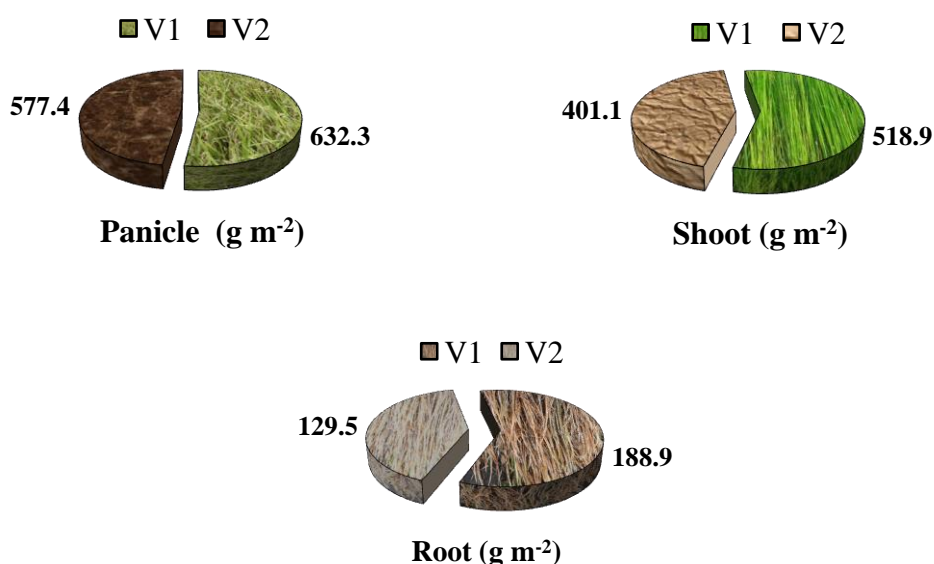 V1 V2
577.4
632.3
Panicle (g m-2)
V1 V2
401.1
518.9
Shoot (g m-2)
V1 V2
129.5
188.9
Root (g m-2)